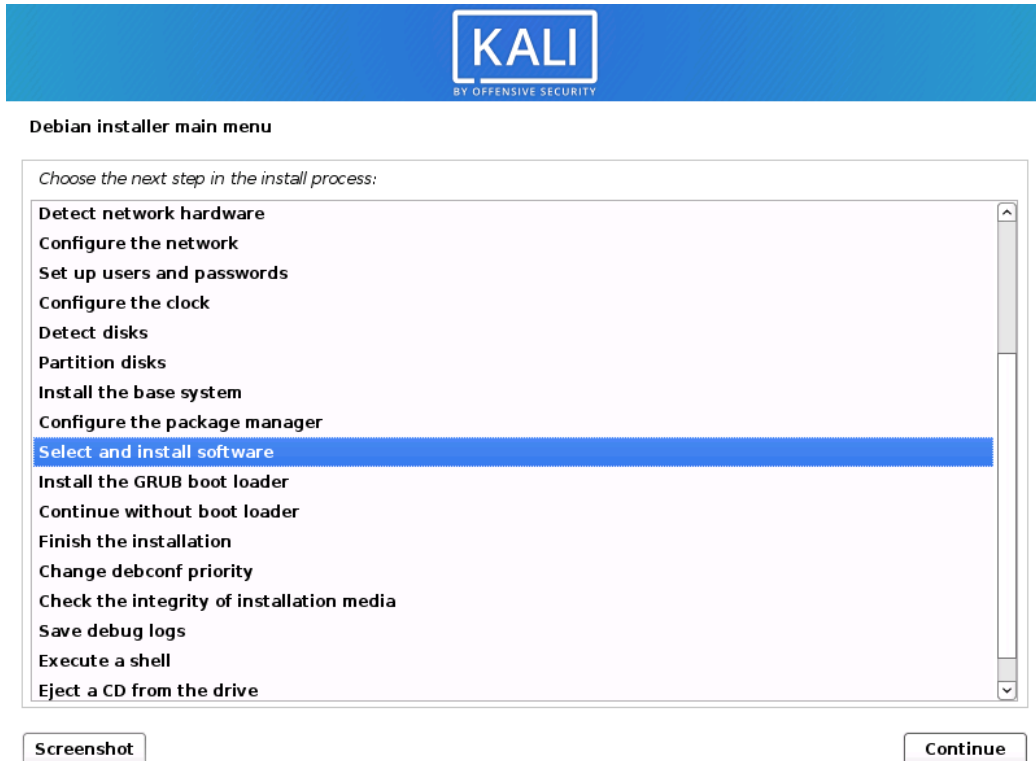 KALI
BY OFFENSIVE SECURITY
Debian installer main menu
Choose the next step in the install process:
Detect network hardware
Configure the network
Set up users and passwords
Configure the clock
Detect disks
Partition disks
Install the base system
Configure the package manager
Select and install software
Install the GRUB boot loader
Continue without boot loader
Finish the installation
Change debconf priority
Check the integrity of installation media
Save debug logs
Execute a shell
Eject a CD from the drive
Screenshot Continue